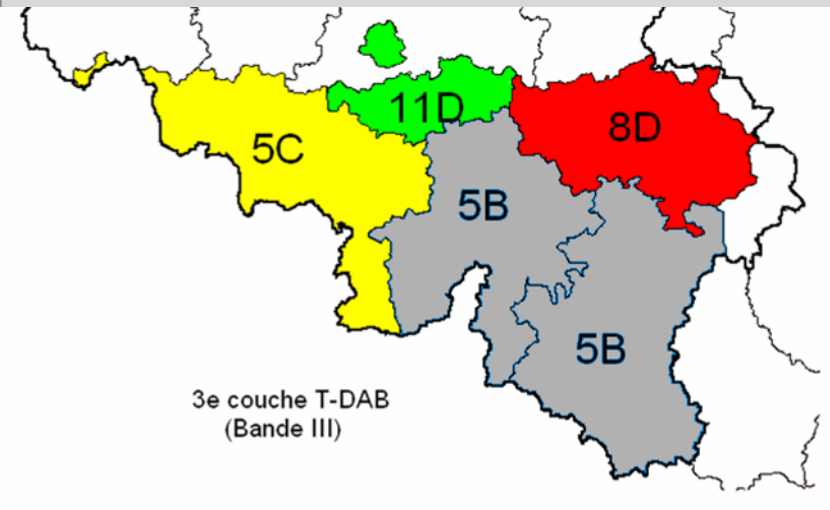 11D
8D
5C
5B
5B
3e couche T-DAB
(Bande III)